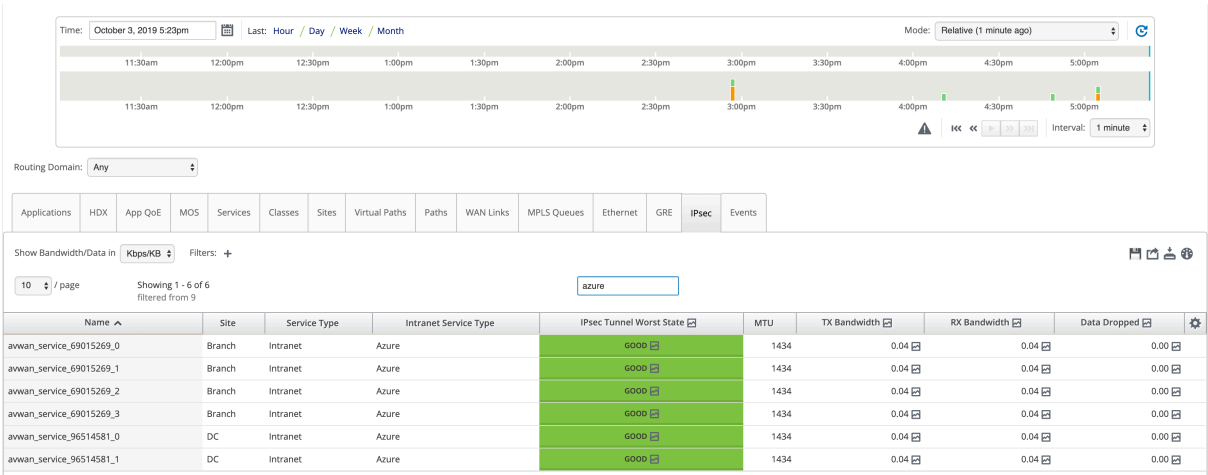 Time: October 3, 2019 5:23pm Last: Hour / Day / Week / Month Mode: Relative (1 minute ago)
11:30am 12:00pm 12:30pm 1:00pm 1:30pm 2:00pm 2:30pm 3:00pm 3:30pm 4:00pm 4:30pm 5:00pm
11:30am 12:00pm 12:30pm 1:00pm 1:30pm 2:00pm 2:30pm 3:00pm 3:30pm 4:00pm 4:30pm 5:00pm
Interval: 1 minute
Routing Domain: Any
Applications HDX App QoE MOS Services Classes Sites Virtual Paths Paths WAN Links MPLS Queues Ethernet GRE IPsec Events
Show Bandwidth/Data in Kbps/KB Filters: +
10 / page Showing 1 - 6 of 6 azure
filtered from 9
Name Site Service Type Intranet Service Type IPsec Tunnel Worst State MTU TX Bandwidth RX Bandwidth Data Dropped
avwan_service_69015269_0 Branch Intranet Azure GOOD 1434 0.04 0.04 0.00
avwan_service_69015269_1 Branch Intranet Azure GOOD 1434 0.04 0.04 0.00
avwan_service_69015269_2 Branch Intranet Azure GOOD 1434 0.04 0.04 0.00
avwan_service_69015269_3 Branch Intranet Azure GOOD 1434 0.04 0.04 0.00
avwan_service_96514581_0 DC Intranet Azure GOOD 1434 0.04 0.04 0.00
avwan_service_96514581_1 DC Intranet Azure GOOD 1434 0.04 0.04 0.00